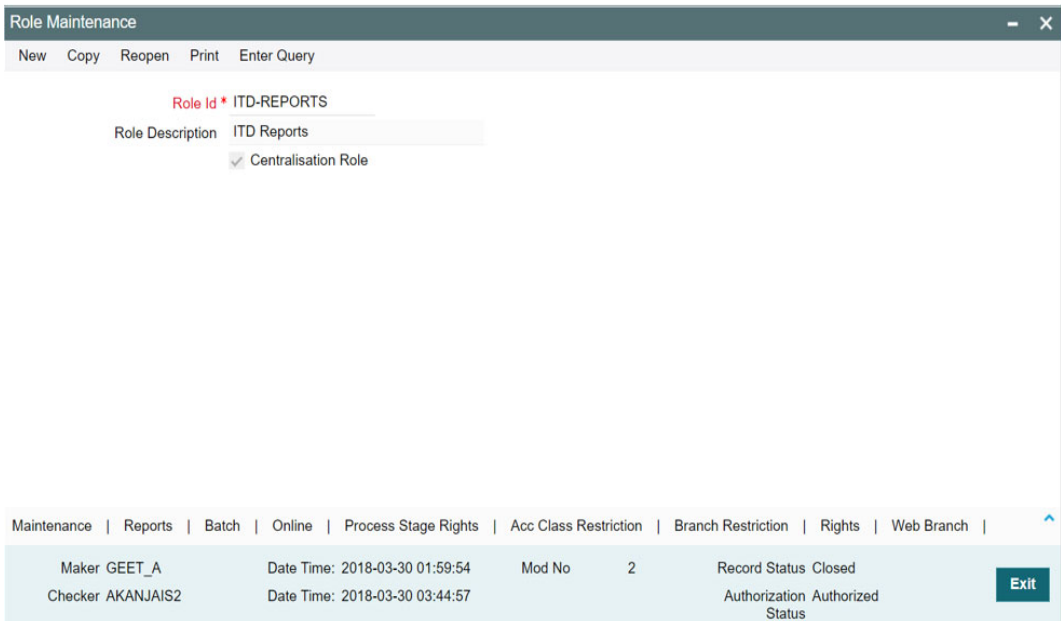 Role Maintenance
New Copy Reopen Print Enter Query
Role Id * ITD-REPORTS
Role Description ITD Reports
Centralisation Role
Maintenance | Reports | Batch | Online | Process Stage Rights | Acc Class Restriction | Branch Restriction | Rights | Web Branch |
Maker GEET_A Date Time: 2018-03-30 01:59:54 Mod No 2 Record Status Closed
Checker AKANJAIS2 Date Time: 2018-03-30 03:44:57 Authorization Authorized
Status
Exit